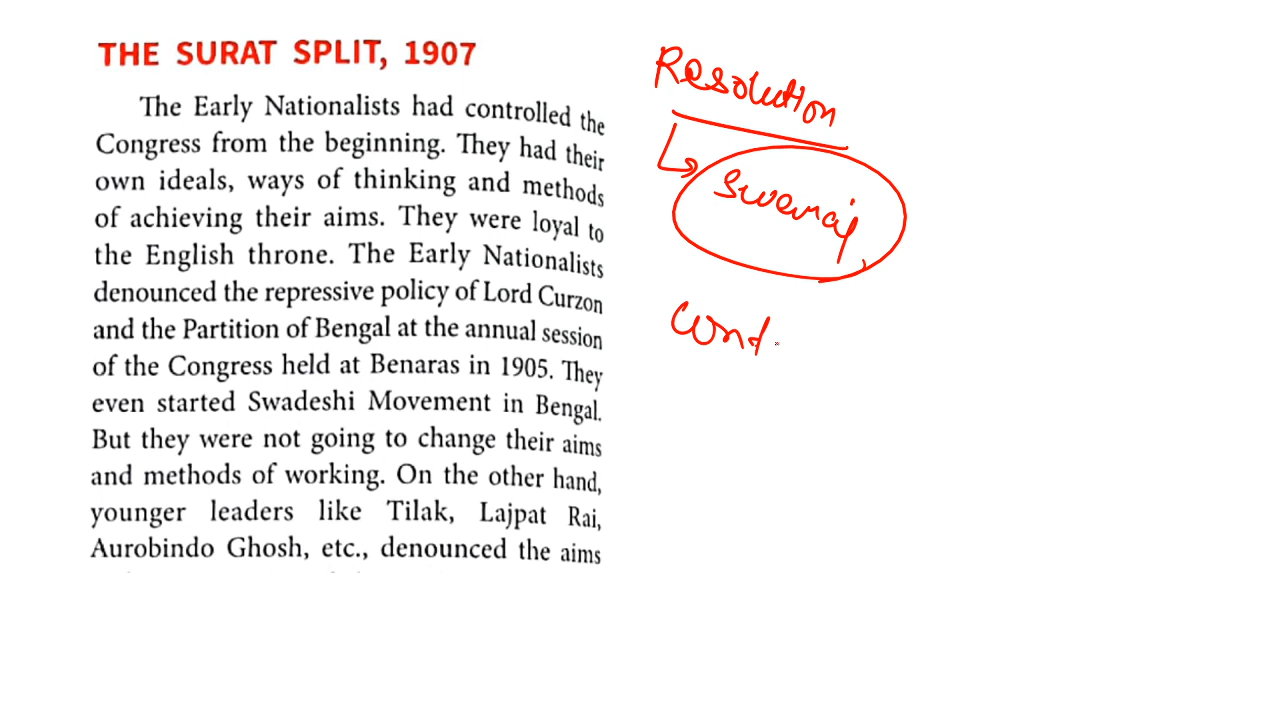 THE SURAT SPLIT, 1907
The Early Nationalists had controlled the
Congress from the beginning. They had their
own ideals, ways of thinking and methods
of achieving their aims. They were loyal to
the English throne. The Early Nationalists
denounced the repressive policy of Lord Curzon
and the Partition of Bengal at the annual session
of the Congress held at Benaras in 1905. They
even started Swadeshi Movement in Bengal.
But they were not going to change their aims
and methods of working. On the other hand,
younger leaders like Tilak, Lajpat Rai,
Aurobindo Ghosh, etc., denounced the aims
Resolution
Swaraj